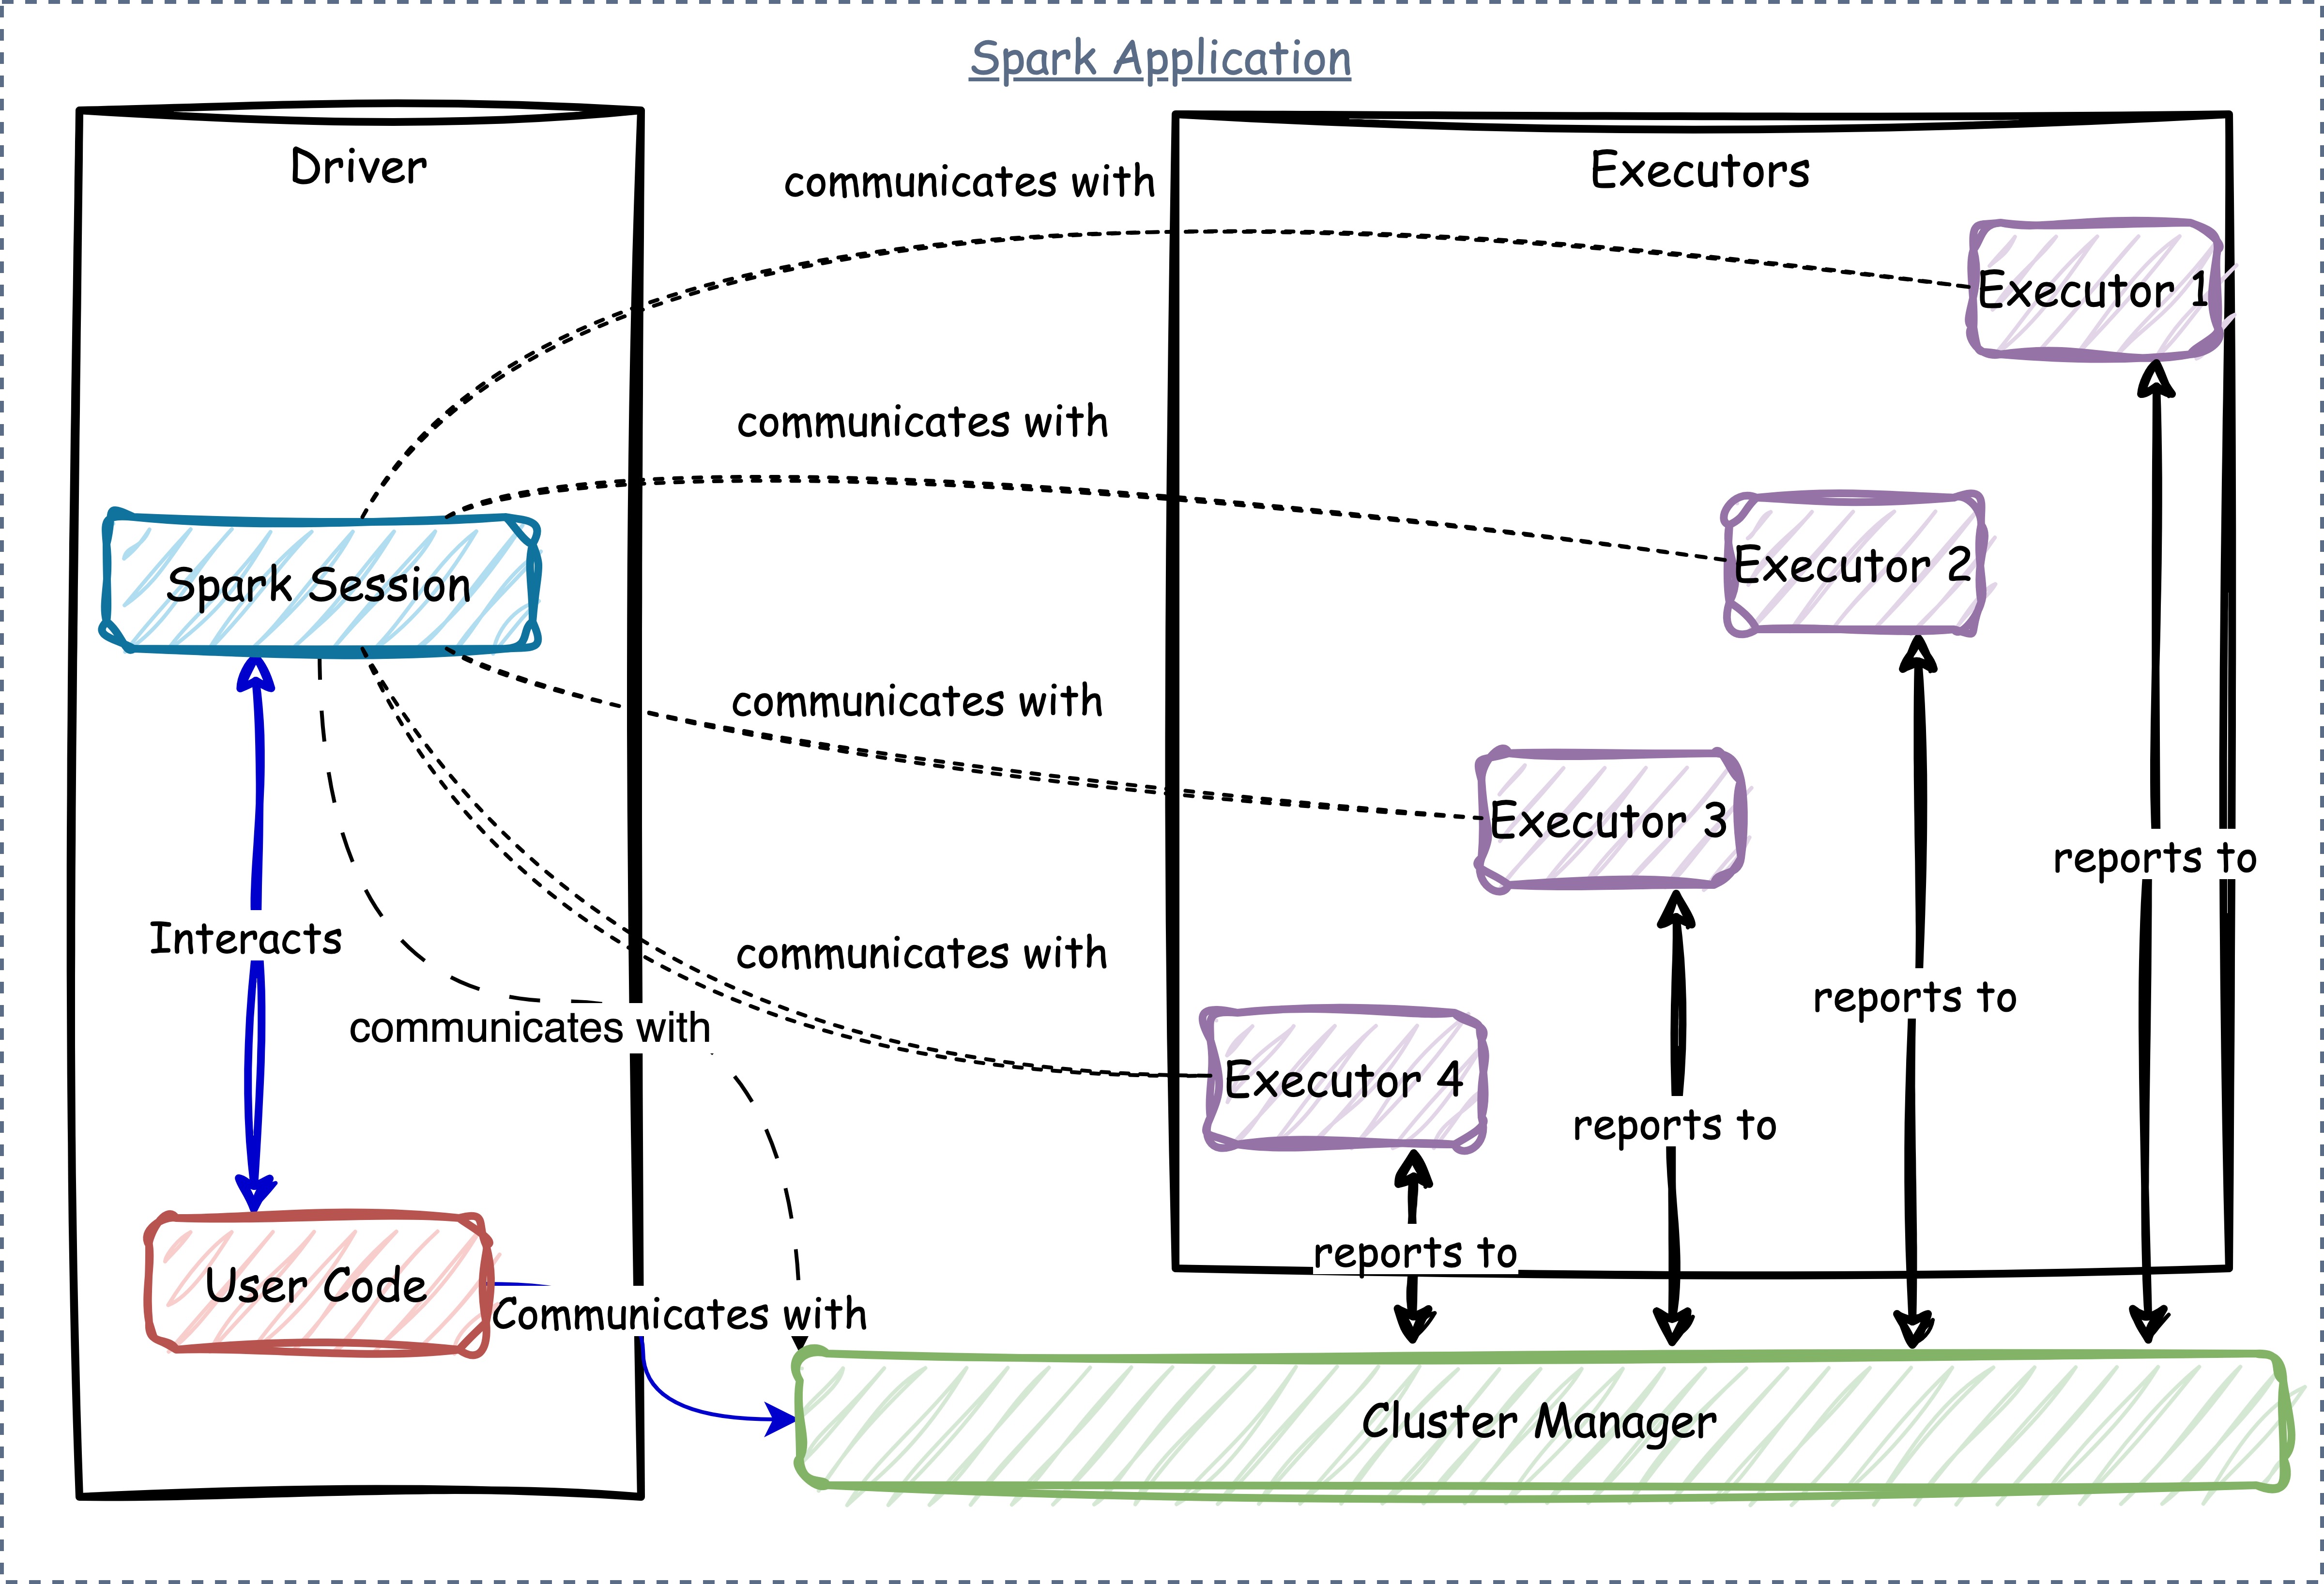 Spark Application
Driver
Executors
communicates with
Executor 1
communicates with
Executor 2
Spark Session
communicates with
Executor 3
reports to
Interacts
communicates with
reports to
communicates with
Executor 4
reports to
reports to
User Code
Communicates with
Cluster Manager